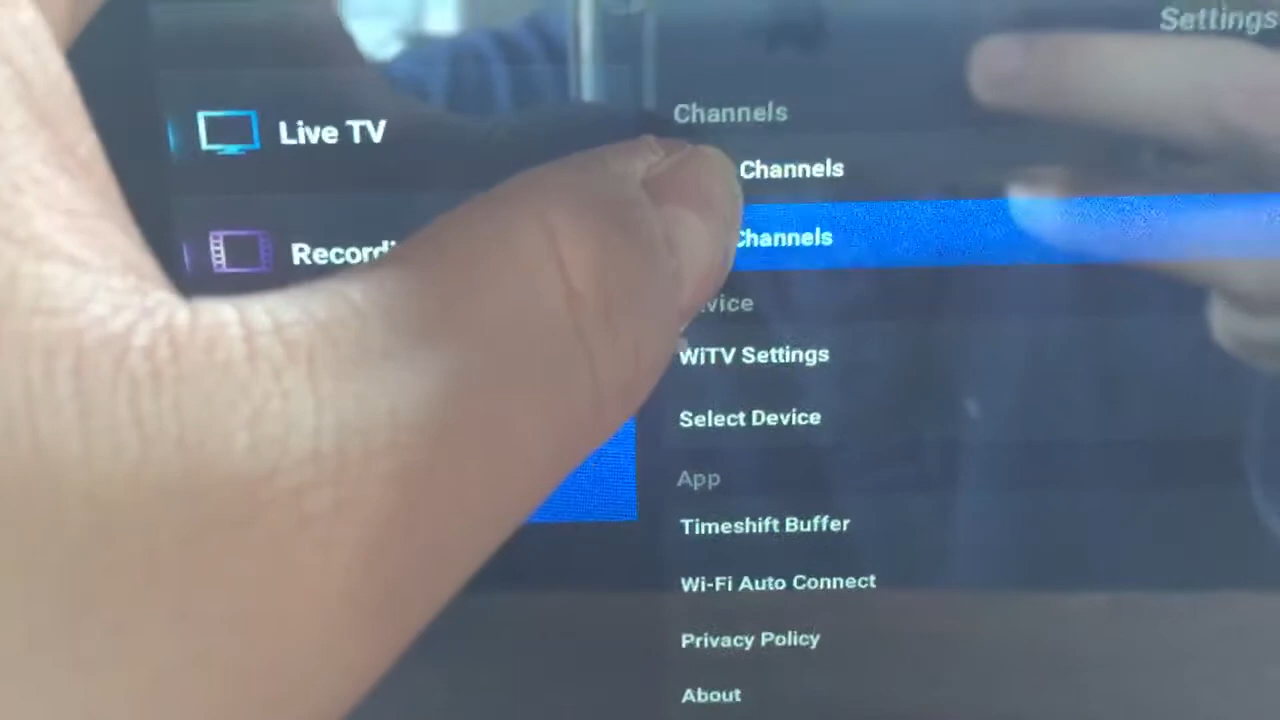 Settings
Live TV
Channels
Channels
Channels
WiTV Settings
Select Device
App
Timeshift Buffer
Wi-Fi Auto Connect
Privacy Policy
About